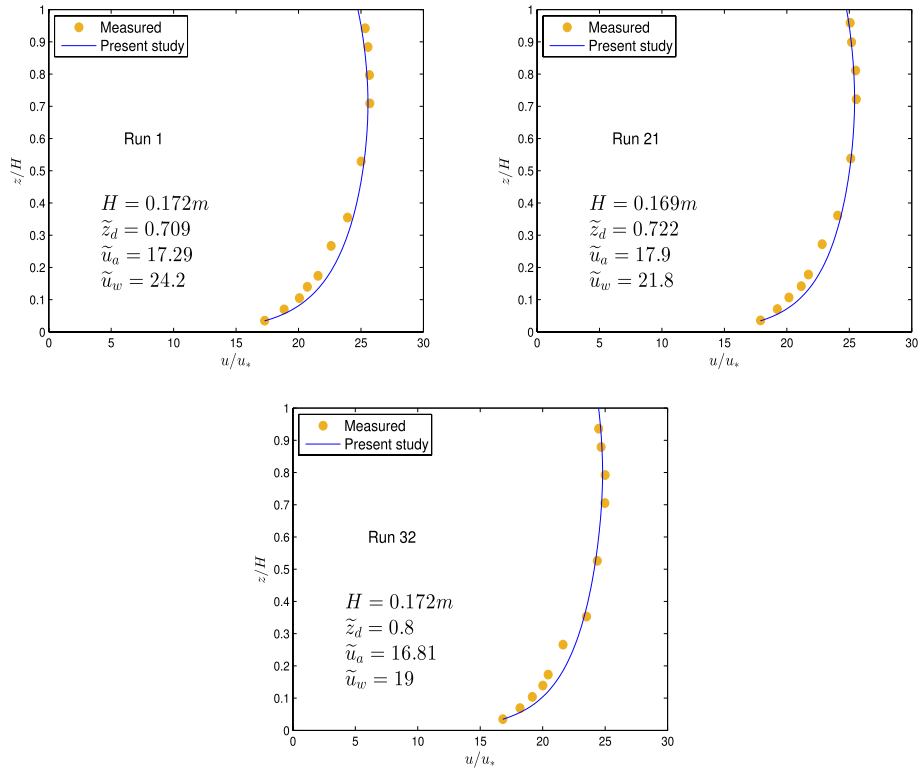 Measured
Present study
Run 1
H = 0.172m
z̃_d = 0.709
ũ_a = 17.29
ũ_w = 24.2
z/H
0
0.1
0.2
0.3
0.4
0.5
0.6
0.7
0.8
0.9
1
0 5 10 15 20 25 30
u/u_*
Measured
Present study
Run 21
H = 0.169m
z̃_d = 0.722
ũ_a = 17.9
ũ_w = 21.8
z/H
0
0.1
0.2
0.3
0.4
0.5
0.6
0.7
0.8
0.9
1
0 5 10 15 20 25 30
u/u_*
Measured
Present study
Run 32
H = 0.172m
z̃_d = 0.8
ũ_a = 16.81
ũ_w = 19
z/H
0
0.1
0.2
0.3
0.4
0.5
0.6
0.7
0.8
0.9
1
0 5 10 15 20 25 30
u/u_*